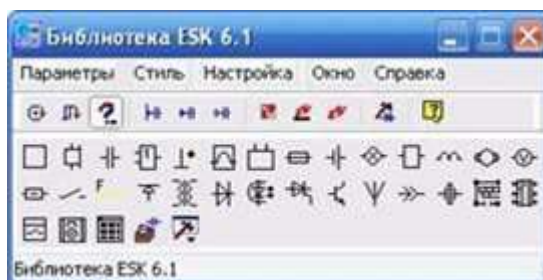 Библиотека ESK 6.1
Параметры Стиль Настройка Окно Справка
Библиотека ESK 6.1